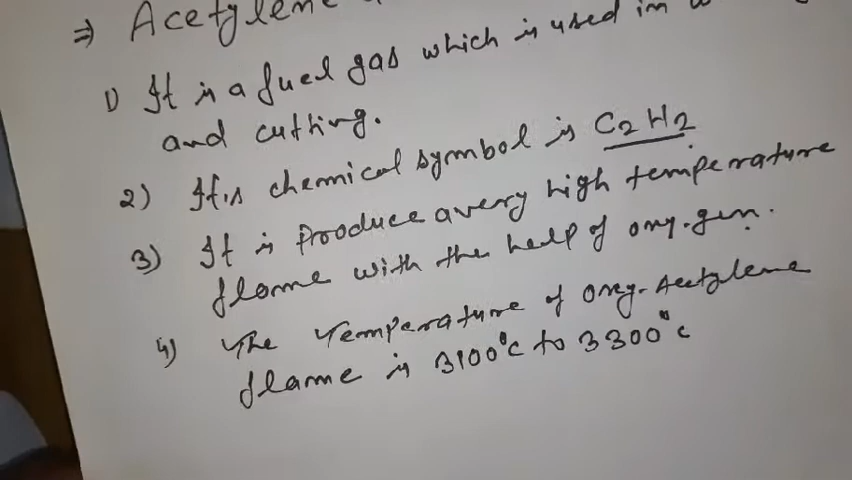 ⇒ Acetylene
1) It is a fuel gas which is used in
and cutting.
2) It is chemical symbol is C2H2
3) It is Produce a very high temperature
flame with the help of oxy-gen.
4) The Temperature of Oxy-Acetylene
flame is 3100°C to 3300°C